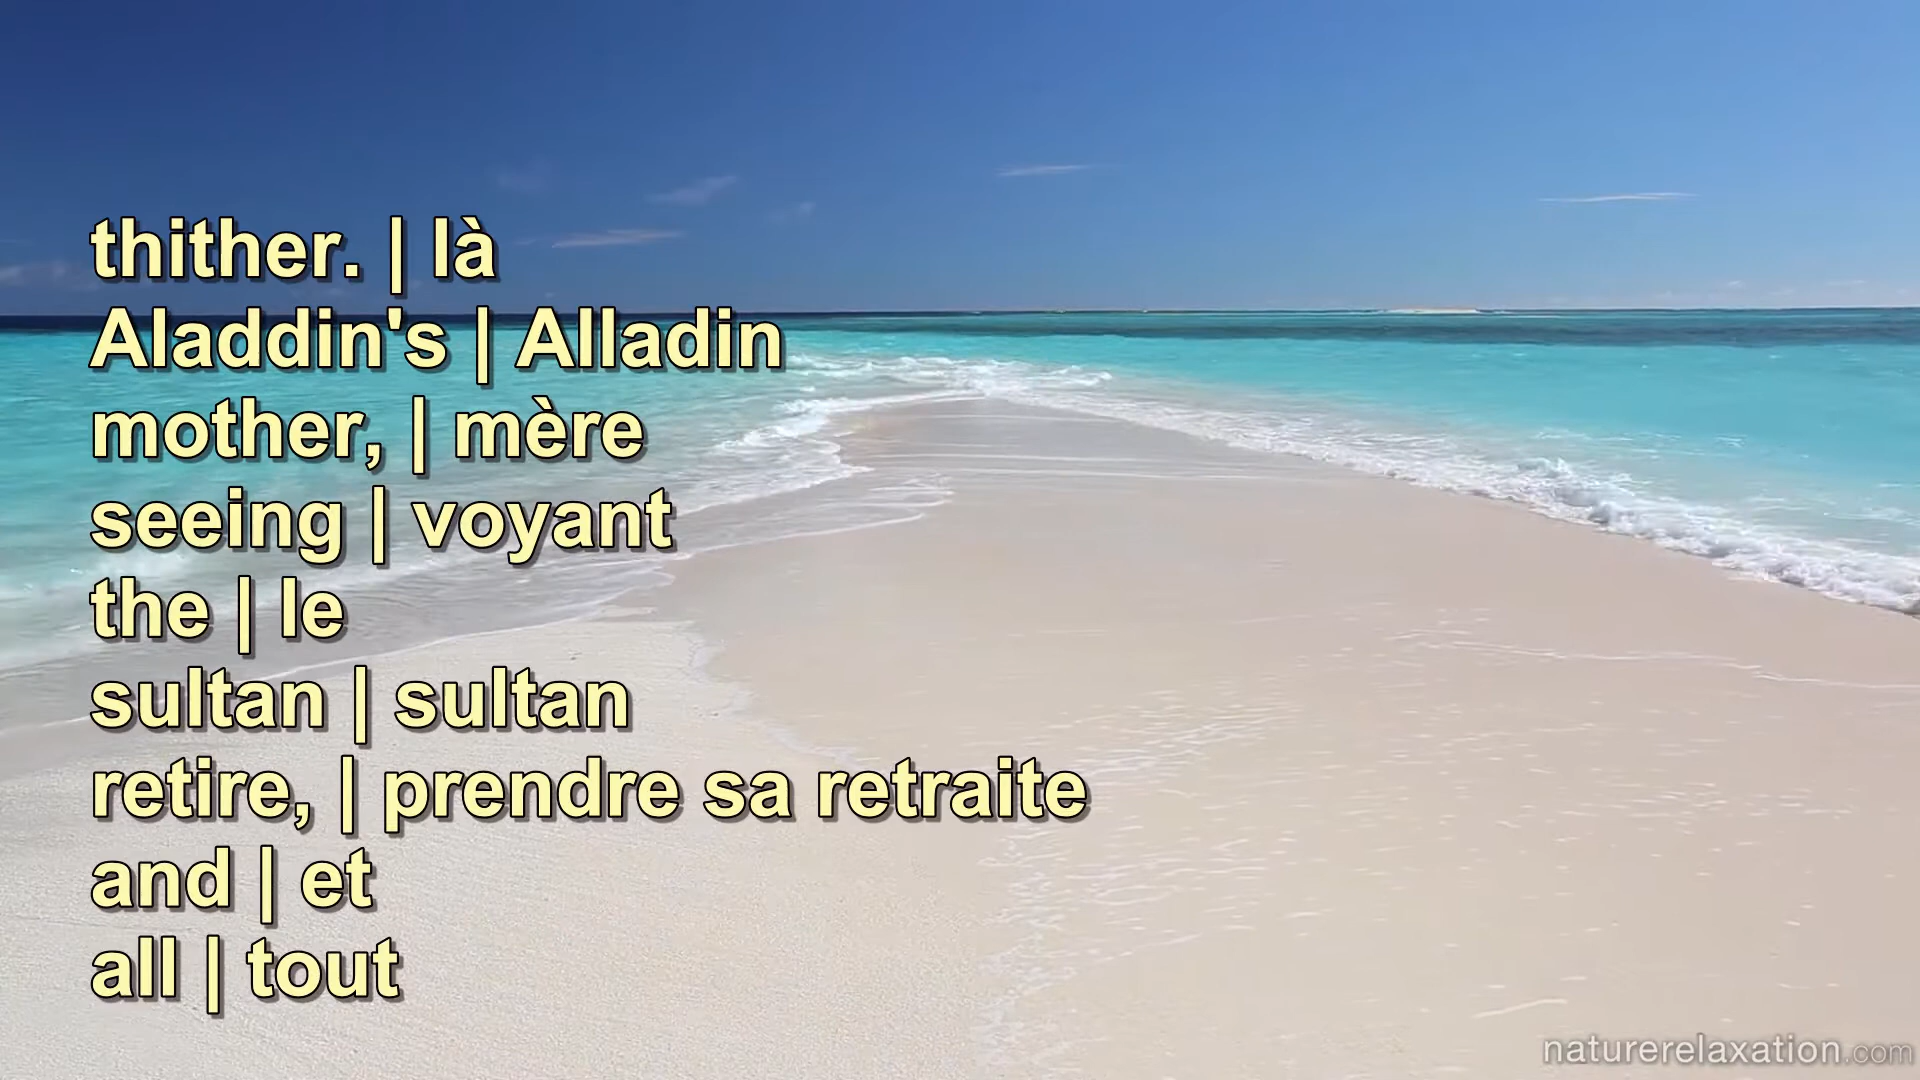 thither. | là
Aladdin's | Alladin
mother, | mère
seeing | voyant
the | le
sultan | sultan
retire, | prendre sa retraite
and | et
all | tout
naturerelaxation.com